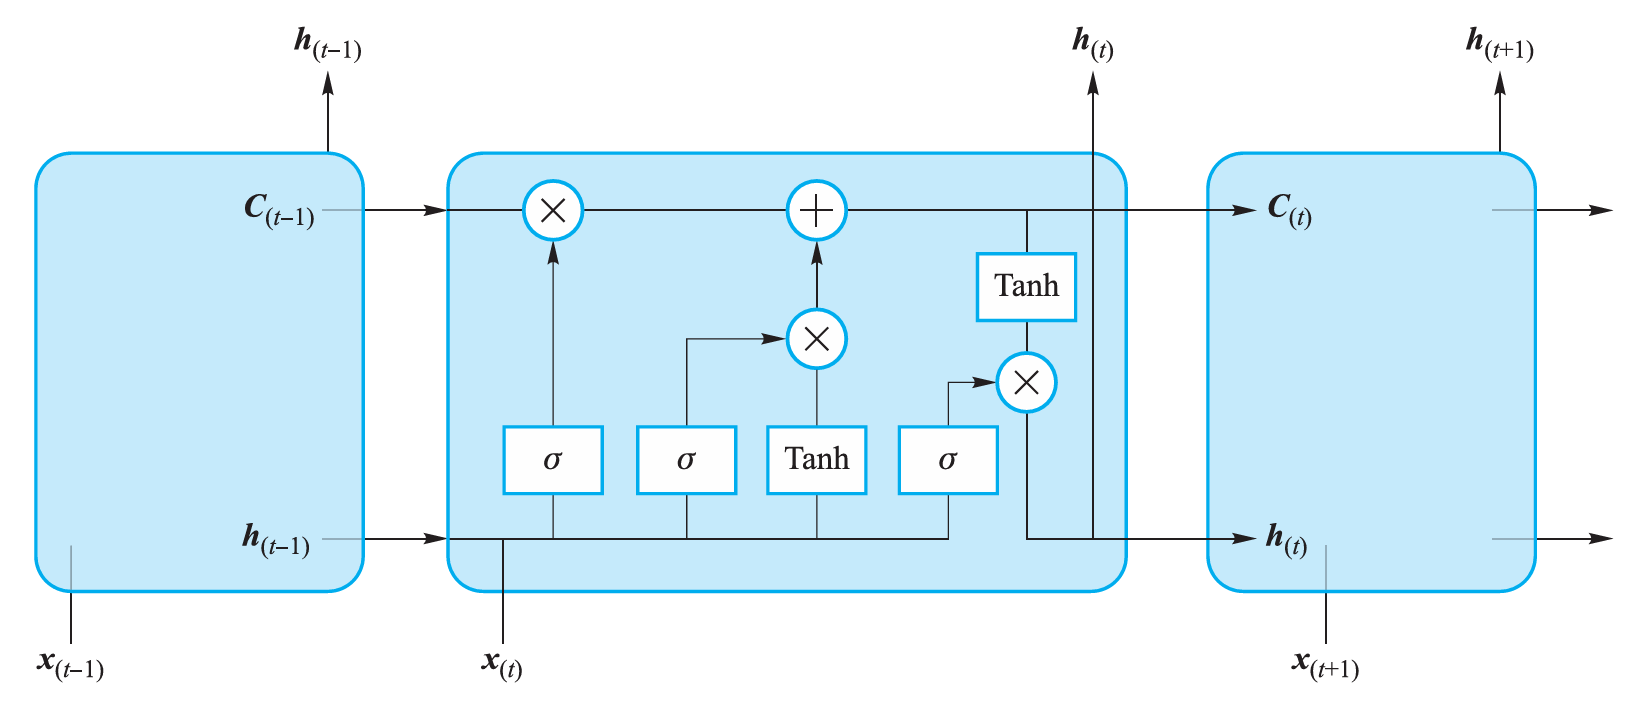 h(t–1)
h(t)
h(t+1)
C(t–1)
×
+
C(t)
Tanh
×
×
σ
σ
Tanh
σ
h(t–1)
h(t)
x(t–1)
x(t)
x(t+1)